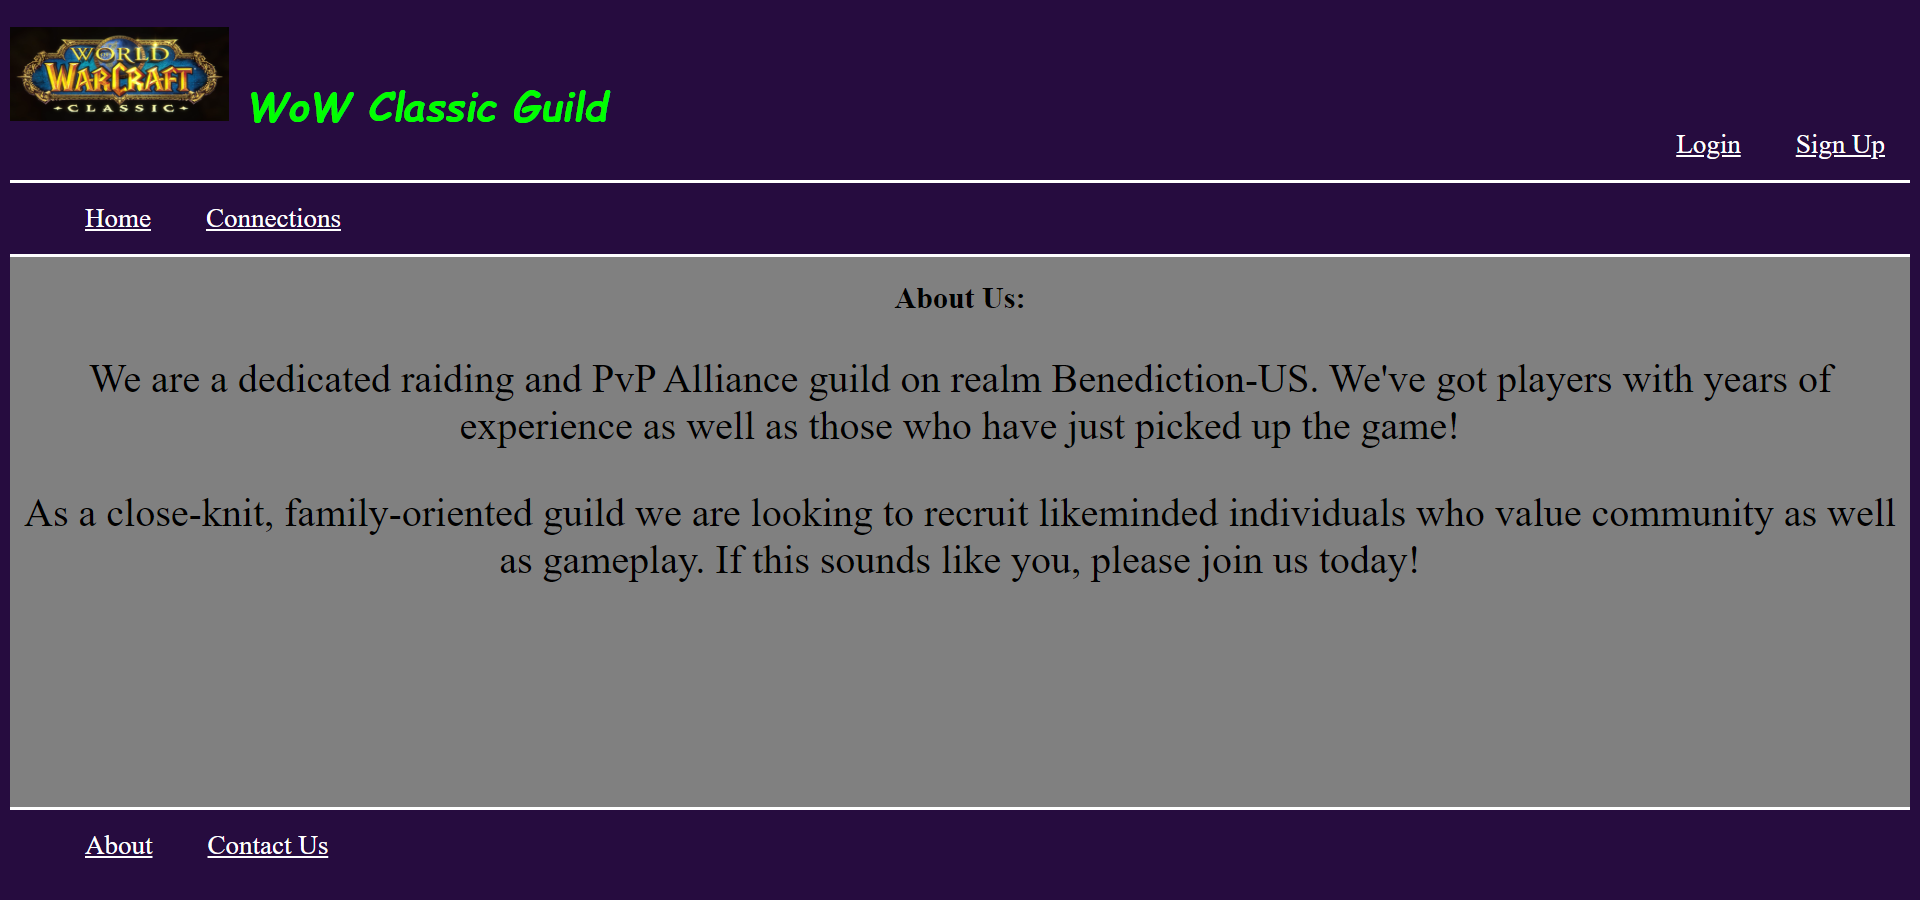 WORLD
WARCRAFT
CLASSIC
WoW Classic Guild
Login Sign Up
Home Connections
About Us:
We are a dedicated raiding and PvP Alliance guild on realm Benediction-US. We've got players with years of
experience as well as those who have just picked up the game!
As a close-knit, family-oriented guild we are looking to recruit likeminded individuals who value community as well
as gameplay. If this sounds like you, please join us today!
About Contact Us